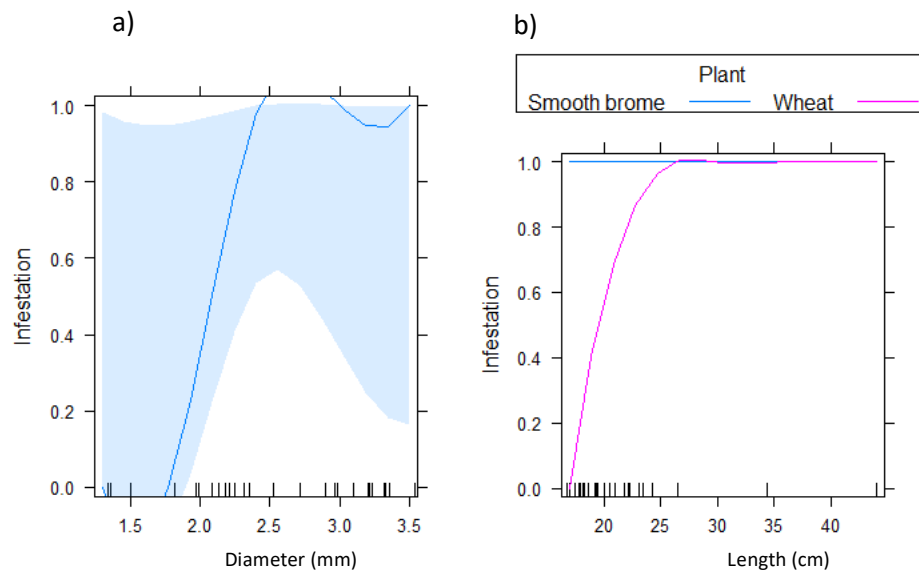 a)
1.0
0.8
0.6
0.4
0.2
0.0
Infestation
1.5 2.0 2.5 3.0 3.5
Diameter (mm)
b)
Plant
Smooth brome Wheat
1.0
0.8
0.6
0.4
0.2
0.0
Infestation
20 25 30 35 40
Length (cm)